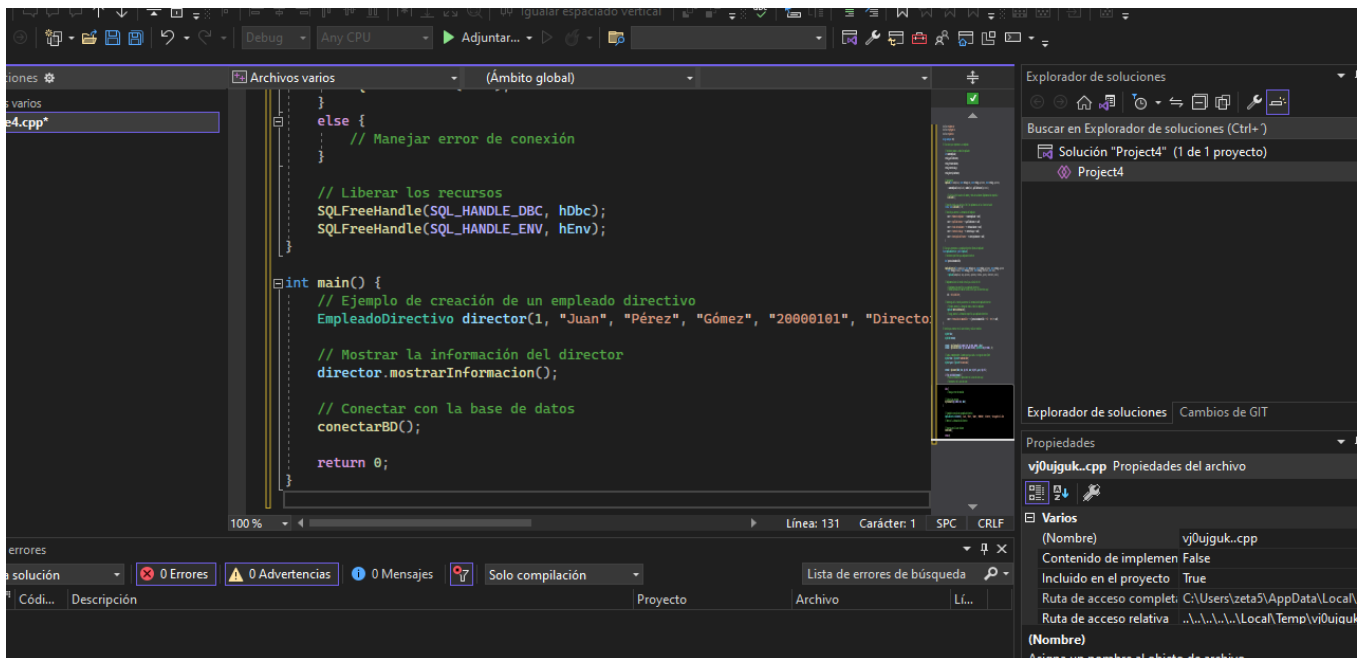 Igualar espaciado vertical
Debug
Any CPU
Adjuntar...
ciones
s varios
e4.cpp*
Archivos varios
(Ámbito global)
}
else {
// Manejar error de conexión
}
// Liberar los recursos
SQLFreeHandle(SQL_HANDLE_DBC, hDbc);
SQLFreeHandle(SQL_HANDLE_ENV, hEnv);
}
int main() {
// Ejemplo de creación de un empleado directivo
EmpleadoDirectivo director(1, "Juan", "Pérez", "Gómez", "20000101", "Directo
// Mostrar la información del director
director.mostrarInformacion();
// Conectar con la base de datos
conectarBD();
return 0;
}
100 %
Línea: 131
Carácter: 1
SPC
CRLF
errores
a solución
0 Errores
0 Advertencias
0 Mensajes
Solo compilación
Lista de errores de búsqueda
Códi...
Descripción
Proyecto
Archivo
Lí...
Explorador de soluciones
Buscar en Explorador de soluciones (Ctrl+´)
Solución "Project4" (1 de 1 proyecto)
Project4
Explorador de soluciones
Cambios de GIT
Propiedades
vj0ujguk..cpp Propiedades del archivo
Varios
(Nombre)
vj0ujguk..cpp
Contenido de implemen
False
Incluido en el proyecto
True
Ruta de acceso complet
C:\Users\zeta5\AppData\Local\
Ruta de acceso relativa
..\..\..\..\Local\Temp\vj0ujguk
(Nombre)